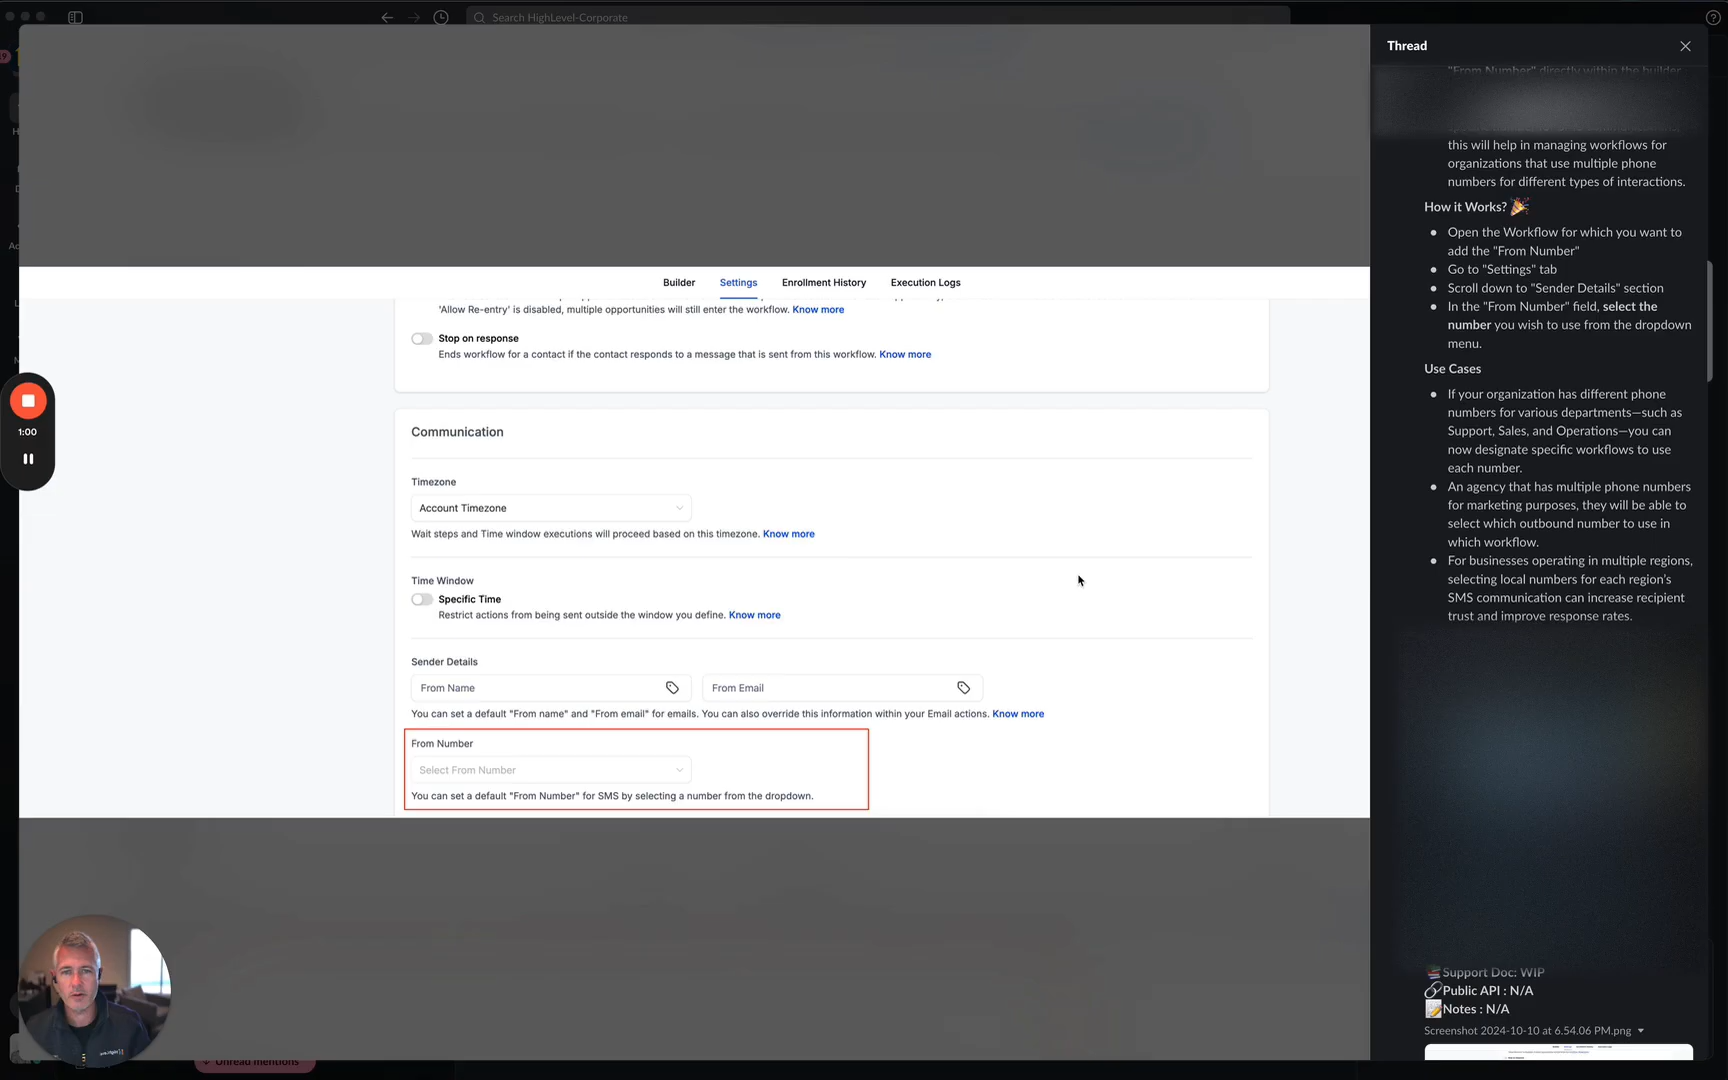 Search HighLevel-Corporate
Thread
"From Number" directly within the builder
this will help in managing workflows for
organizations that use multiple phone
numbers for different types of interactions.
How it Works? 🎉
Open the Workflow for which you want to
add the "From Number"
Go to "Settings" tab
Scroll down to "Sender Details" section
In the "From Number" field, select the
number you wish to use from the dropdown
menu.
Use Cases
If your organization has different phone
numbers for various departments—such as
Support, Sales, and Operations—you can
now designate specific workflows to use
each number.
An agency that has multiple phone numbers
for marketing purposes, they will be able to
select which outbound number to use in
which workflow.
For businesses operating in multiple regions,
selecting local numbers for each region's
SMS communication can increase recipient
trust and improve response rates.
Support Doc: WIP
Public API : N/A
Notes : N/A
Screenshot 2024-10-10 at 6.54.06 PM.png
Builder Settings Enrollment History Execution Logs
'Allow Re-entry' is disabled, multiple opportunities will still enter the workflow. Know more
Stop on response
Ends workflow for a contact if the contact responds to a message that is sent from this workflow. Know more
Communication
Timezone
Account Timezone
Wait steps and Time window executions will proceed based on this timezone. Know more
Time Window
Specific Time
Restrict actions from being sent outside the window you define. Know more
Sender Details
From Name From Email
You can set a default "From name" and "From email" for emails. You can also override this information within your Email actions. Know more
From Number
Select From Number
You can set a default "From Number" for SMS by selecting a number from the dropdown.
1:00
Unread mentions